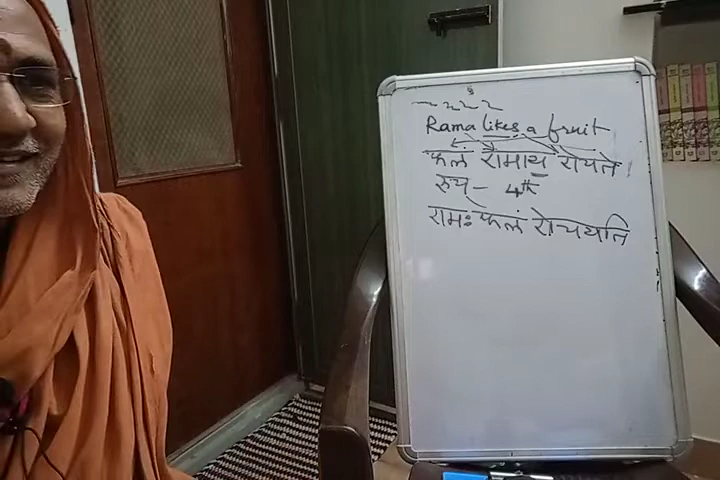 Rama likes a fruit
फलं रामाय रोचते
रुच् - 4th
रामः फलं रोचयति